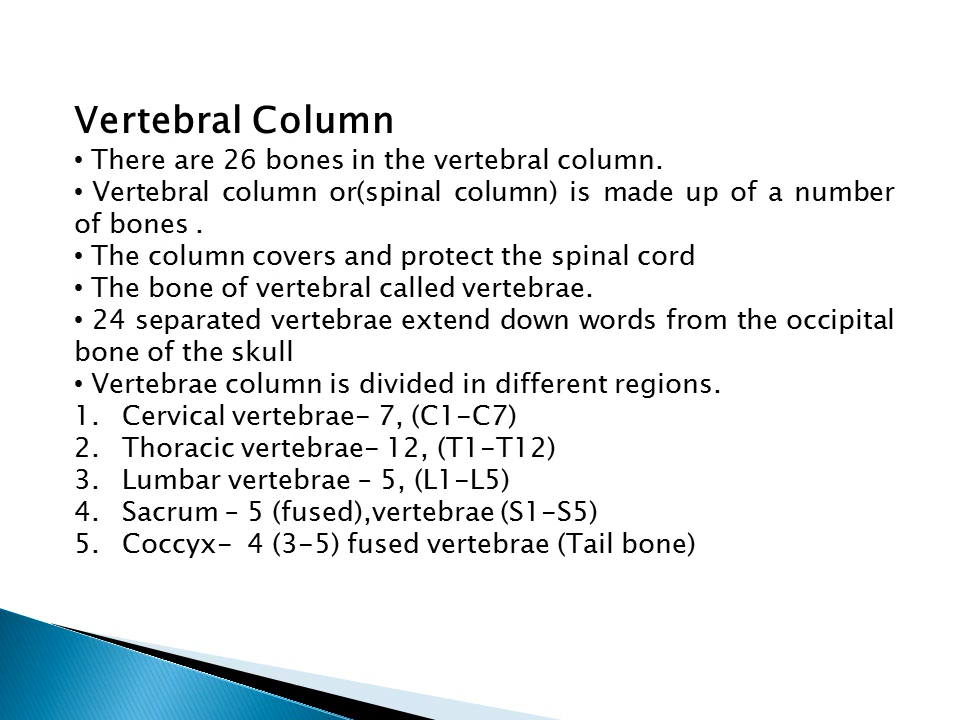 Vertebral Column
• There are 26 bones in the vertebral column.
• Vertebral column or(spinal column) is made up of a number
of bones .
• The column covers and protect the spinal cord
• The bone of vertebral called vertebrae.
• 24 separated vertebrae extend down words from the occipital
bone of the skull
• Vertebrae column is divided in different regions.
1. Cervical vertebrae- 7, (C1-C7)
2. Thoracic vertebrae- 12, (T1-T12)
3. Lumbar vertebrae – 5, (L1-L5)
4. Sacrum – 5 (fused),vertebrae (S1-S5)
5. Coccyx- 4 (3-5) fused vertebrae (Tail bone)